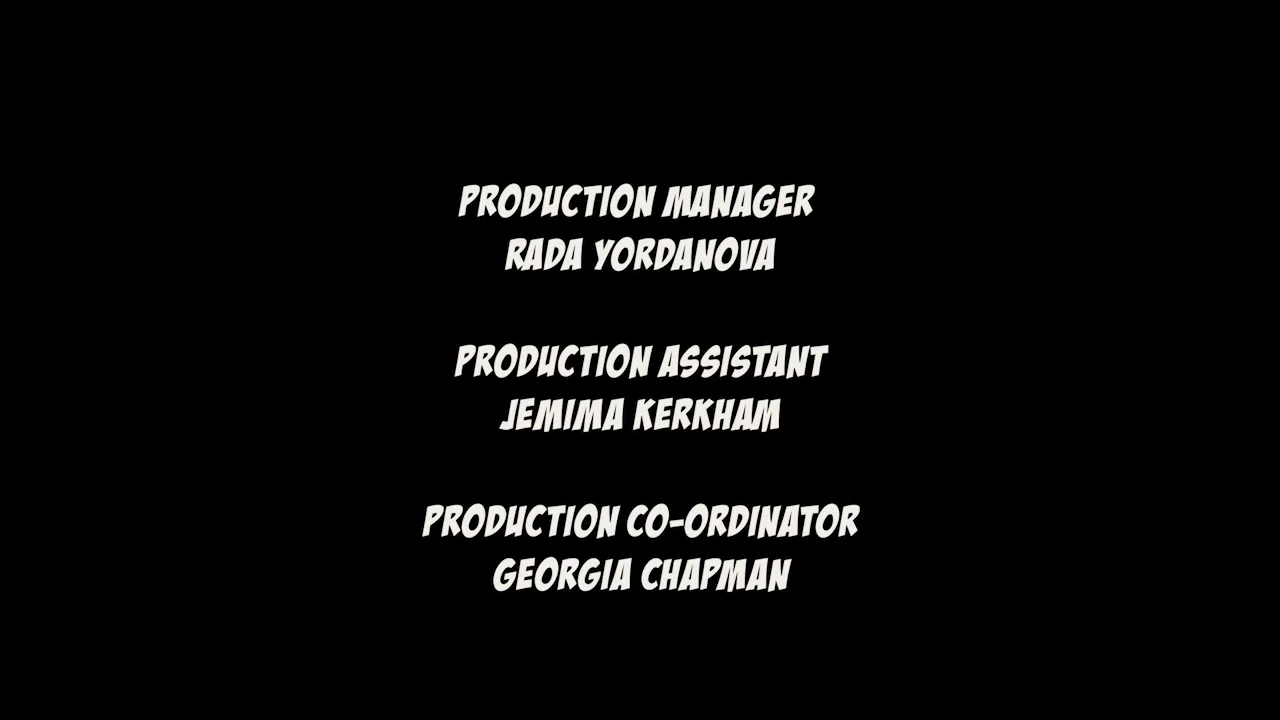 PRODUCTION MANAGER
RADA YORDANOVA
PRODUCTION ASSISTANT
JEMIMA KERKHAM
PRODUCTION CO-ORDINATOR
GEORGIA CHAPMAN